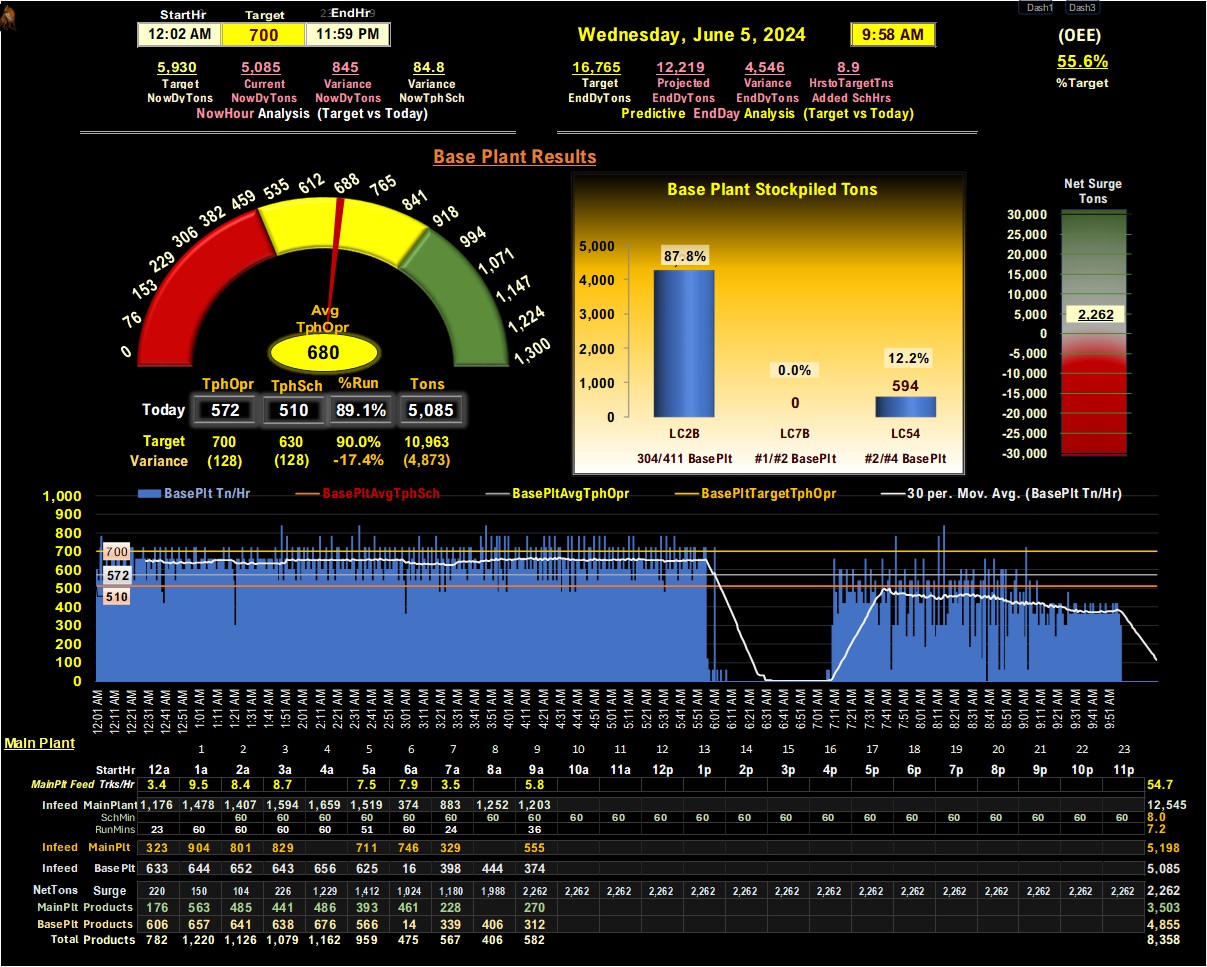 Dash1 Dash3
StartHr Target EndHr
12:02 AM 700 11:59 PM
Wednesday, June 5, 2024 9:58 AM
(OEE)
55.6%
%Target
5,930 5,085 845 84.8
Target Current Variance Variance
NowDyTons NowDyTons NowDyTons NowTphSch
NowHour Analysis (Target vs Today)
16,765 12,219 4,546 8.9
Target Projected Variance HrstoTargetTns
EndDyTons EndDyTons EndDyTons Added SchHrs
Predictive EndDay Analysis (Target vs Today)
Base Plant Results
0 76 153 229 306 382 459 535 612 688 765 841 918 994 1,071 1,147 1,224 1,300
Avg
TphOpr
680
TphOpr TphSch %Run Tons
Today 572 510 89.1% 5,085
Target 700 630 90.0% 10,963
Variance (128) (128) -17.4% (4,873)
Base Plant Stockpiled Tons
5,000
4,000
3,000
2,000
1,000
0
87.8%
0.0%
0
12.2%
594
LC2B LC7B LC54
304/411 BasePlt #1/#2 BasePlt #2/#4 BasePlt
Net Surge
Tons
30,000
25,000
20,000
15,000
10,000
5,000
0
-5,000
-10,000
-15,000
-20,000
-25,000
-30,000
2,262
BasePlt Tn/Hr BasePltAvgTphSch BasePltAvgTphOpr BasePltTargetTphOpr 30 per. Mov. Avg. (BasePlt Tn/Hr)
1,000
900
800
700
600
500
400
300
200
100
0
700
572
510
12:01 AM 12:11 AM 12:21 AM 12:31 AM 12:41 AM 12:51 AM 1:01 AM 1:11 AM 1:21 AM 1:31 AM 1:41 AM 1:51 AM 2:01 AM 2:11 AM 2:21 AM 2:31 AM 2:41 AM 2:51 AM 3:01 AM 3:11 AM 3:21 AM 3:31 AM 3:41 AM 3:51 AM 4:01 AM 4:11 AM 4:21 AM 4:31 AM 4:41 AM 4:51 AM 5:01 AM 5:11 AM 5:21 AM 5:31 AM 5:41 AM 5:51 AM 6:01 AM 6:11 AM 6:21 AM 6:31 AM 6:41 AM 6:51 AM 7:01 AM 7:11 AM 7:21 AM 7:31 AM 7:41 AM 7:51 AM 8:01 AM 8:11 AM 8:21 AM 8:31 AM 8:41 AM 8:51 AM 9:01 AM 9:11 AM 9:21 AM 9:31 AM 9:41 AM 9:51 AM
Main Plant
1 2 3 4 5 6 7 8 9 10 11 12 13 14 15 16 17 18 19 20 21 22 23
StartHr 12a 1a 2a 3a 4a 5a 6a 7a 8a 9a 10a 11a 12p 1p 2p 3p 4p 5p 6p 7p 8p 9p 10p 11p
MainPlt Feed Trks/Hr 3.4 9.5 8.4 8.7 7.5 7.9 3.5 5.8 54.7
Infeed MainPlant 1,176 1,478 1,407 1,594 1,659 1,519 374 883 1,252 1,203 12,545
SchMin 60 60 60 60 60 60 60 60 60 60 60 60 60 60 60 60 60 60 60 60 60 60 8.0
RunMins 23 60 60 60 60 51 60 24 36 7.2
Infeed MainPlt 323 904 801 829 711 746 329 555 5,198
Infeed BasePlt 633 644 652 643 656 625 16 398 444 374 5,085
NetTons Surge 220 150 104 226 1,229 1,412 1,024 1,180 1,988 2,262 2,262 2,262 2,262 2,262 2,262 2,262 2,262 2,262 2,262 2,262 2,262 2,262 2,262 2,262 2,262
MainPlt Products 176 563 485 441 486 393 461 228 270 3,503
BasePlt Products 606 657 641 638 676 566 14 339 406 312 4,855
Total Products 782 1,220 1,126 1,079 1,162 959 475 567 406 582 8,358